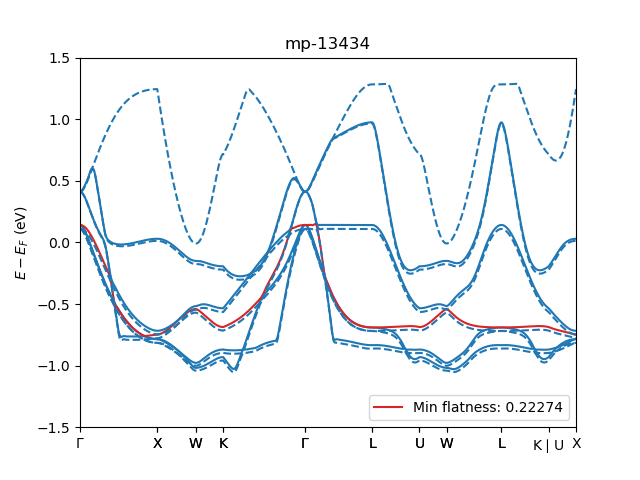 mp-13434
E − E_F (eV)
1.5
1.0
0.5
0.0
−0.5
−1.0
−1.5
Min flatness: 0.22274
Γ X W K Γ L U W L K | U X